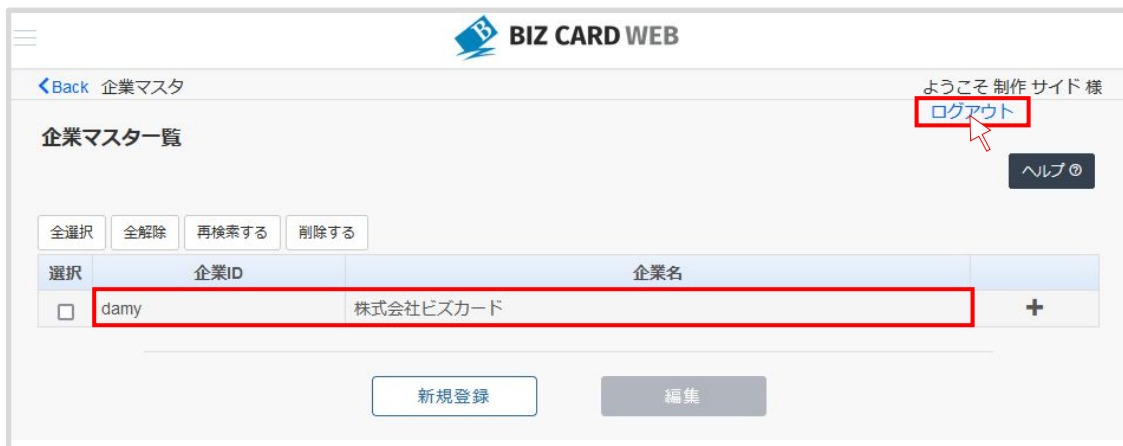 B
BIZ CARD WEB
Back 企業マスタ
ようこそ 制作 サイド 様
ログアウト
企業マスター覧
ヘルプ ?
全選択 全解除 再検索する 削除する
選択 企業ID 企業名
damy 株式会社ビズカード
新規登録 編集